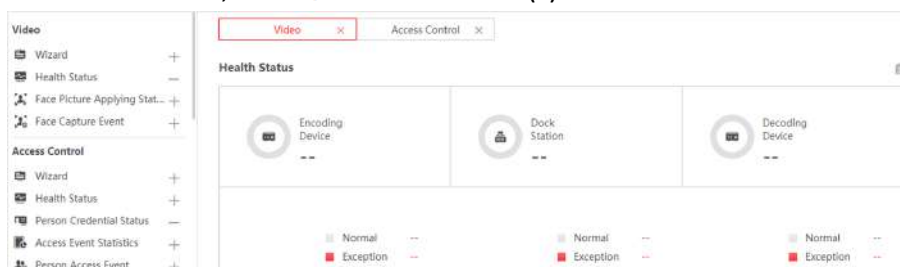 Video
Wizard
Health Status
Face Picture Applying Stat...
Face Capture Event
Access Control
Wizard
Health Status
Person Credential Status
Access Event Statistics
Person Access Event
Video × Access Control ×
Health Status
Encoding
Device
--
Dock
Station
--
Decoding
Device
--
Normal --
Exception --
Normal --
Exception --
Normal --
Exception --